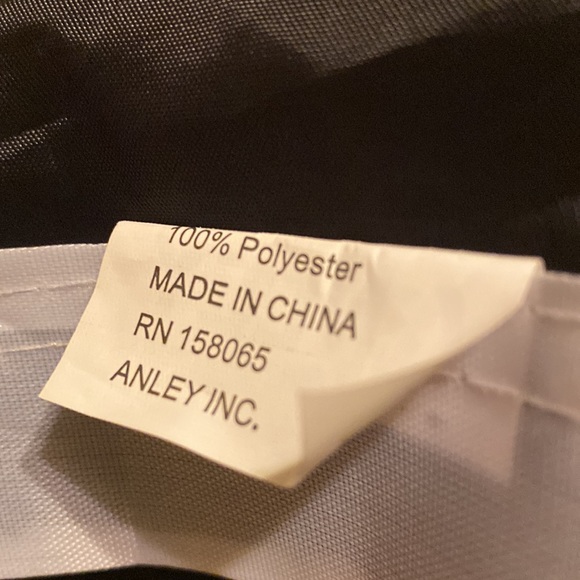 100% Polyester
MADE IN CHINA
RN 158065
ANLEY INC.